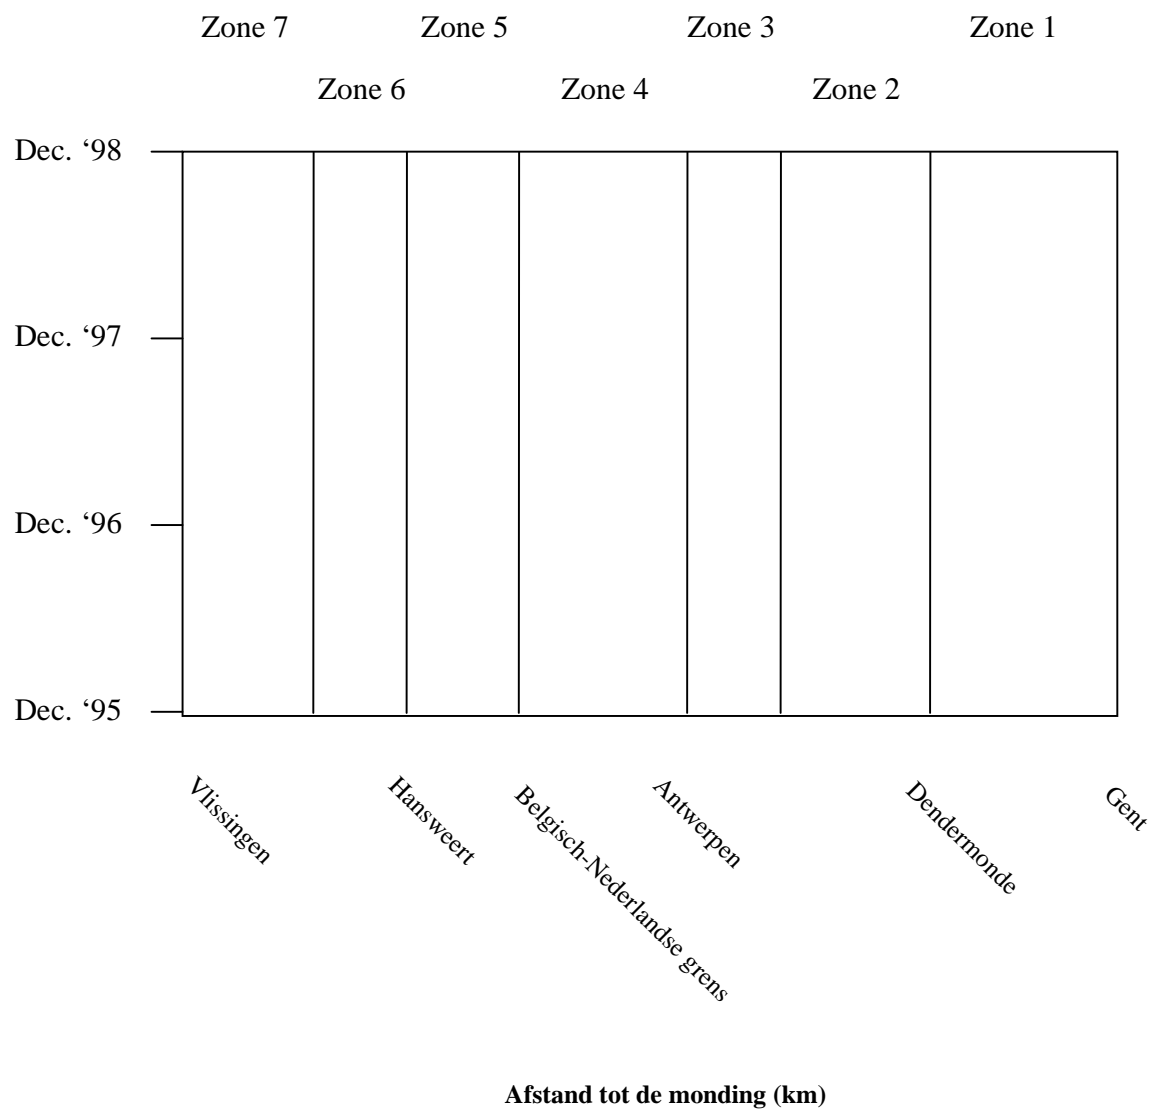 Zone 7 Zone 5 Zone 3 Zone 1
Zone 6 Zone 4 Zone 2
Dec. ‘98
Dec. ‘97
Dec. ‘96
Dec. ‘95
Vlissingen
Hansweert
Belgisch-Nederlandse grens
Antwerpen
Dendermonde
Gent
Afstand tot de monding (km)